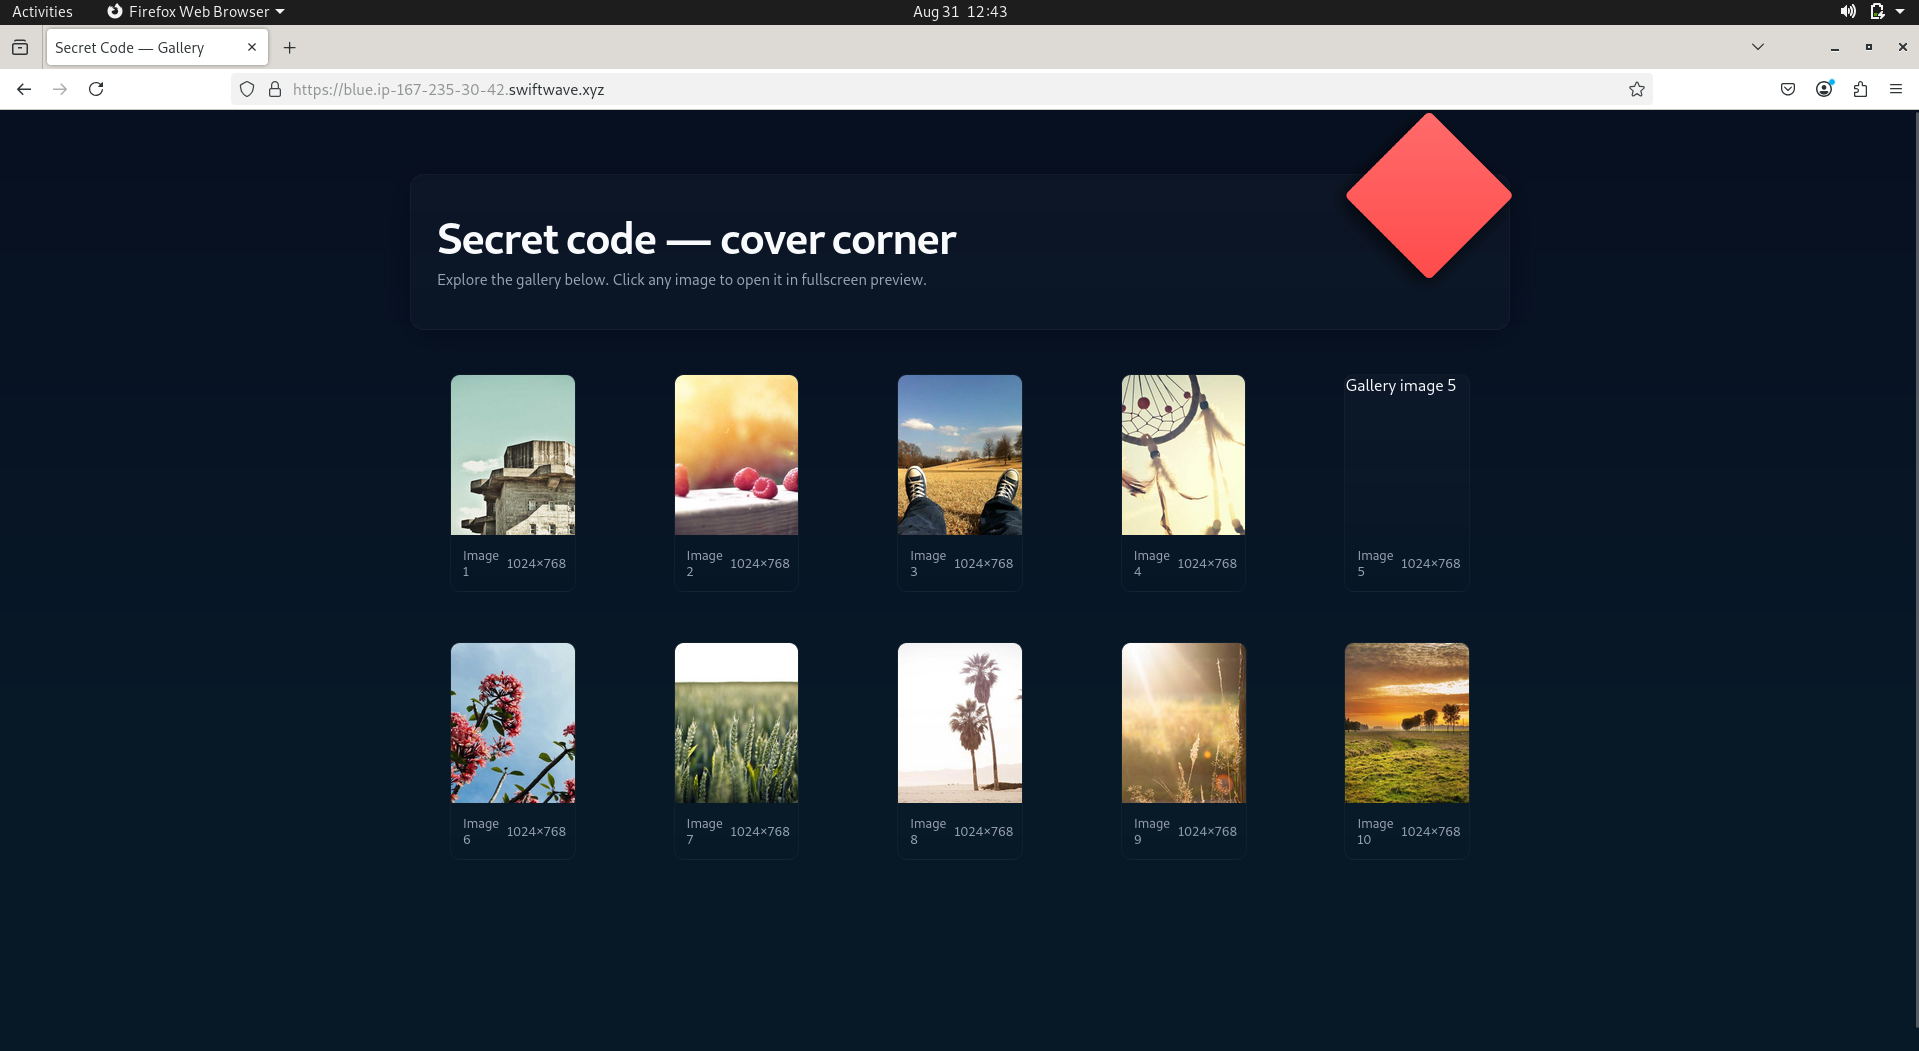 Activities
Firefox Web Browser
Aug 31 12:43
Secret Code — Gallery
https://blue.ip-167-235-30-42.swiftwave.xyz
Secret code — cover corner
Explore the gallery below. Click any image to open it in fullscreen preview.
Gallery image 5
Image 1
1024×768
Image 2
1024×768
Image 3
1024×768
Image 4
1024×768
Image 5
1024×768
Image 6
1024×768
Image 7
1024×768
Image 8
1024×768
Image 9
1024×768
Image 10
1024×768